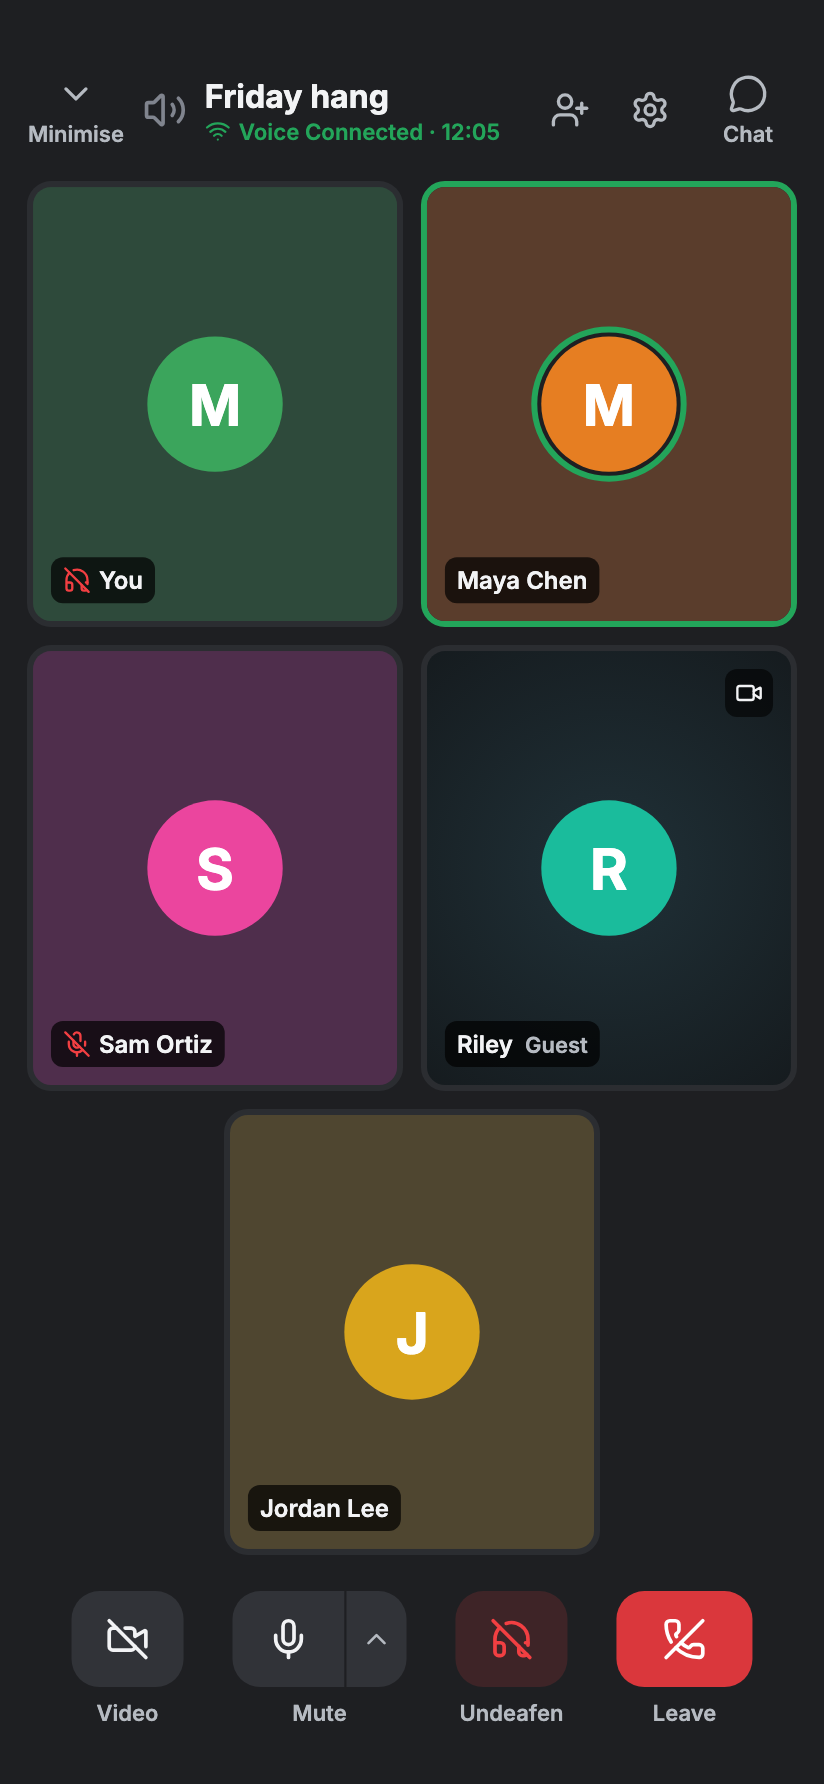 Minimise
Friday hang
Voice Connected · 12:05
Chat
M
You
M
Maya Chen
S
Sam Ortiz
R
Riley Guest
J
Jordan Lee
Video
Mute
Undeafen
Leave